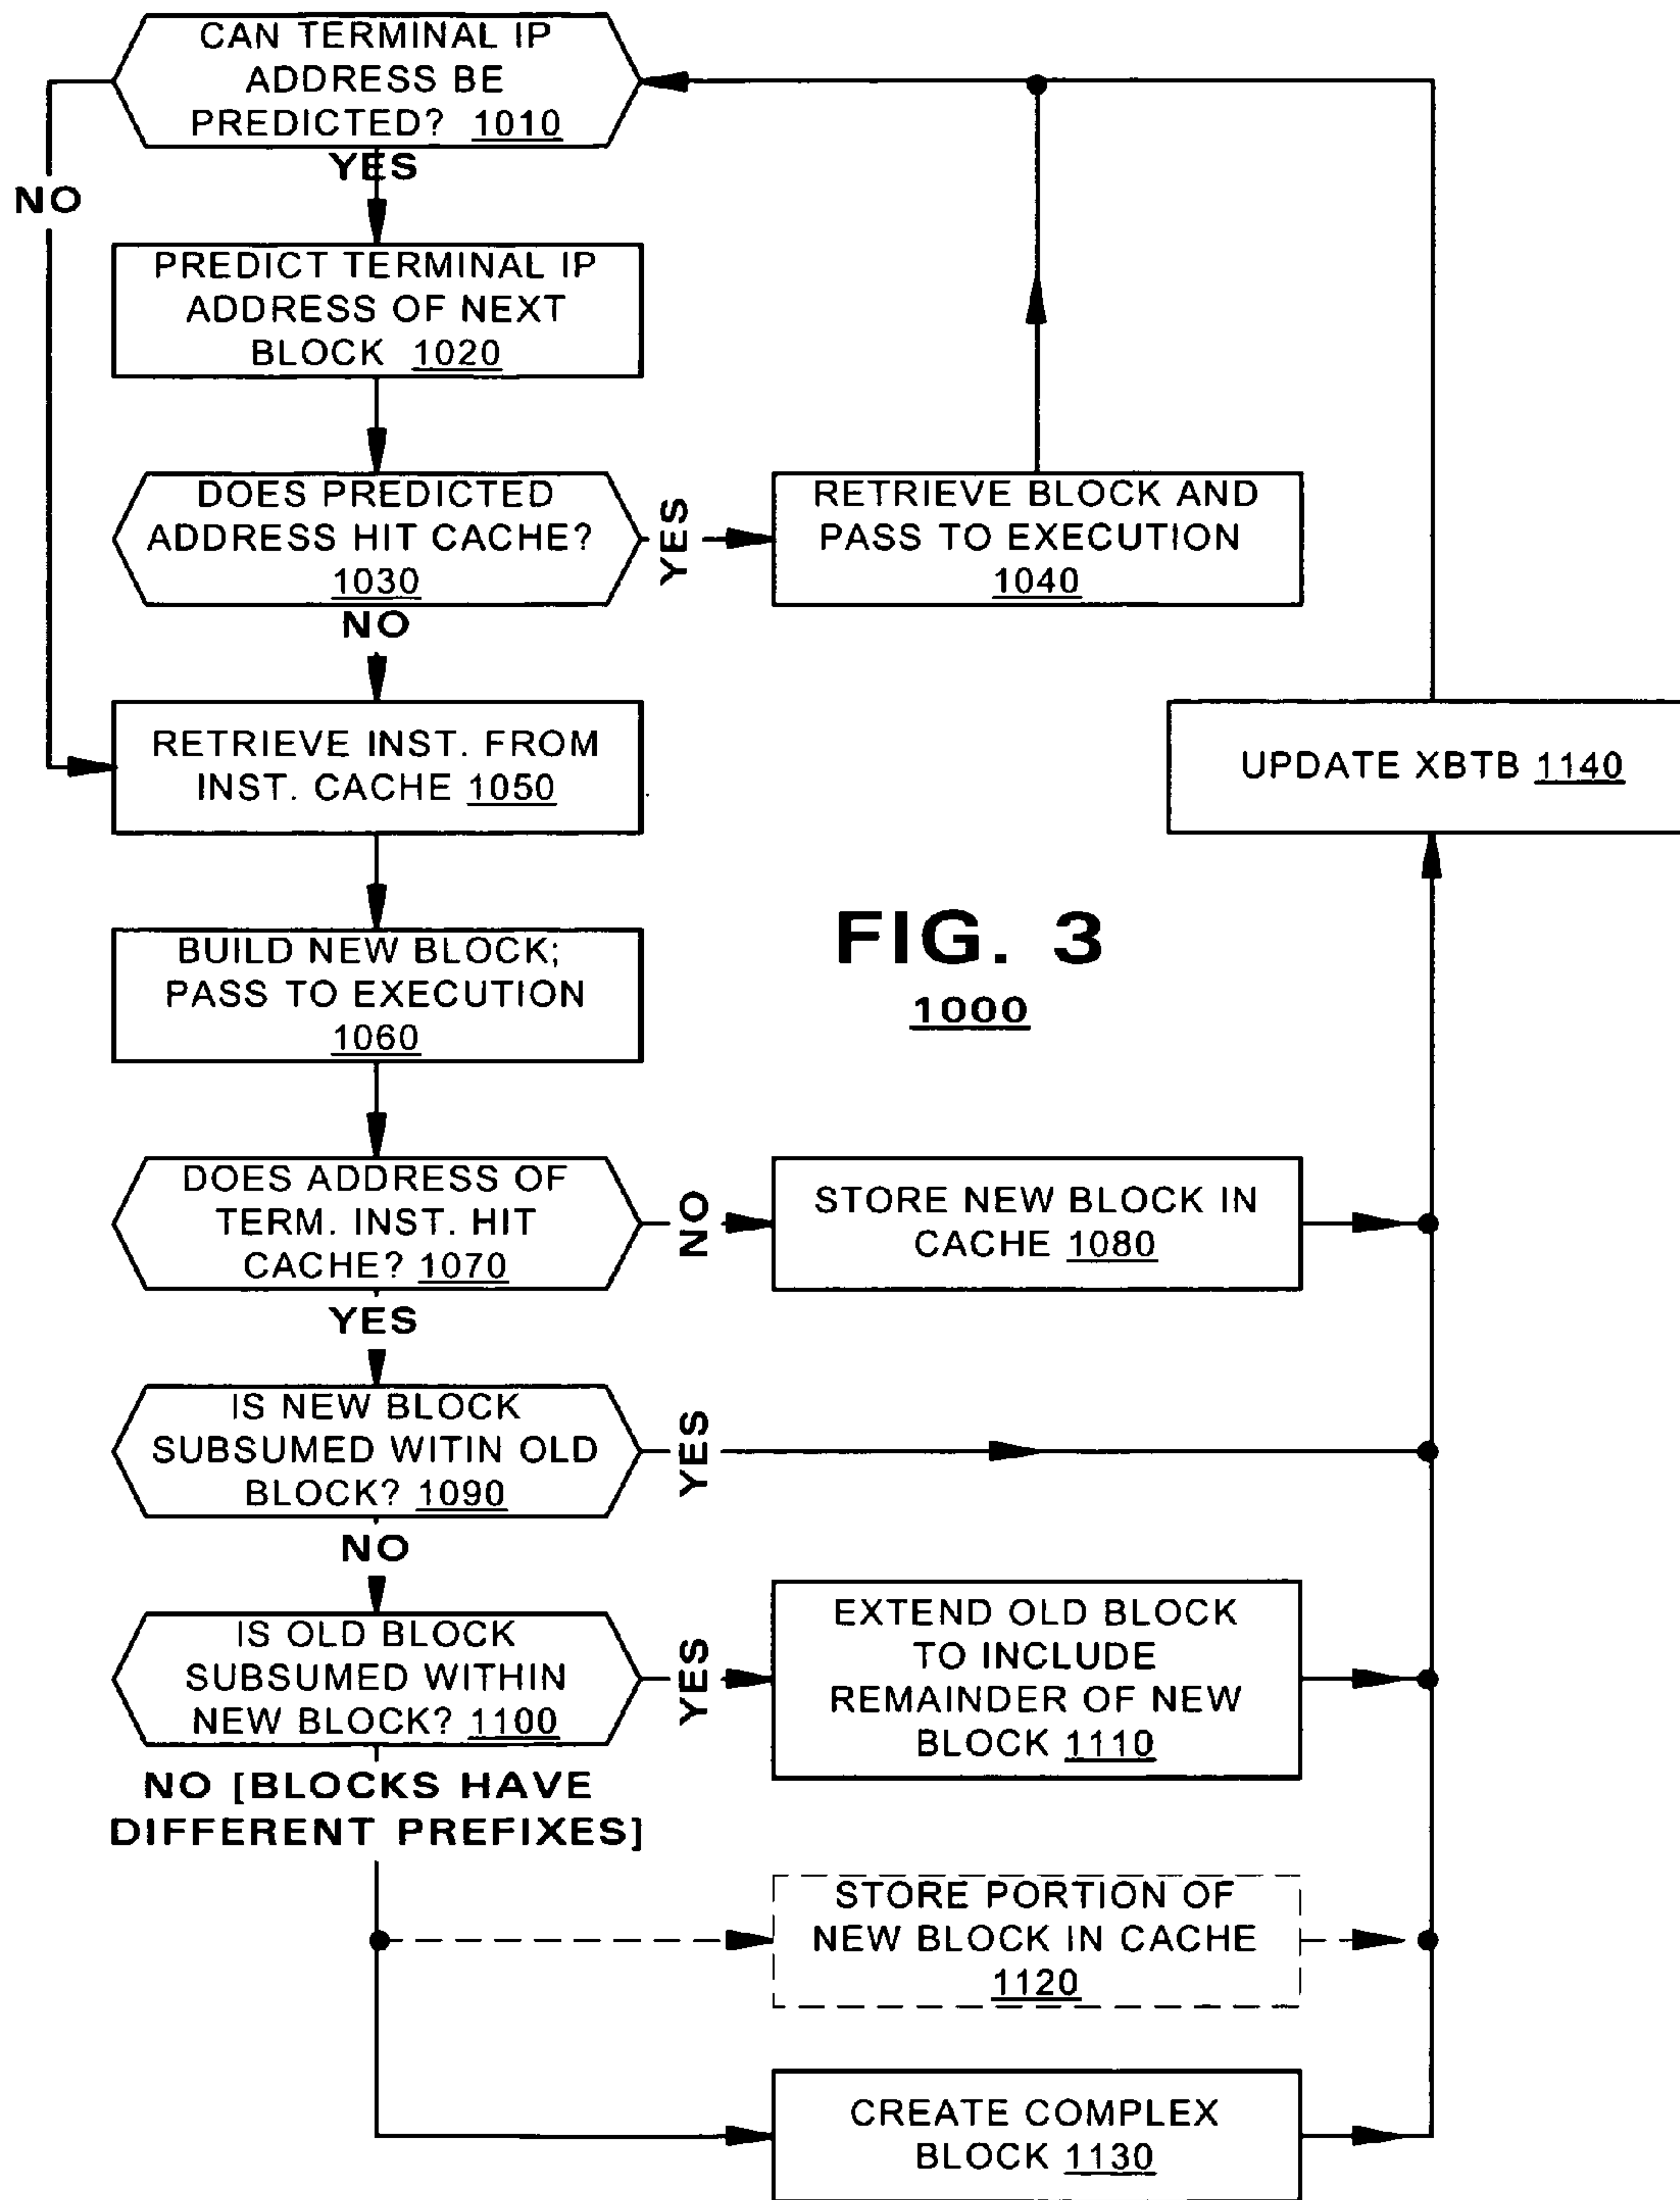 CAN TERMINAL IP
ADDRESS BE
PREDICTED? 1010
YES
NO
PREDICT TERMINAL IP
ADDRESS OF NEXT
BLOCK 1020
DOES PREDICTED
ADDRESS HIT CACHE?
1030
YES
RETRIEVE BLOCK AND
PASS TO EXECUTION
1040
NO
RETRIEVE INST. FROM
INST. CACHE 1050
UPDATE XBTB 1140
BUILD NEW BLOCK;
PASS TO EXECUTION
1060
FIG. 3
1000
DOES ADDRESS OF
TERM. INST. HIT
CACHE? 1070
NO
STORE NEW BLOCK IN
CACHE 1080
YES
IS NEW BLOCK
SUBSUMED WITIN OLD
BLOCK? 1090
YES
NO
IS OLD BLOCK
SUBSUMED WITHIN
NEW BLOCK? 1100
YES
EXTEND OLD BLOCK
TO INCLUDE
REMAINDER OF NEW
BLOCK 1110
NO [BLOCKS HAVE
DIFFERENT PREFIXES]
STORE PORTION OF
NEW BLOCK IN CACHE
1120
CREATE COMPLEX
BLOCK 1130